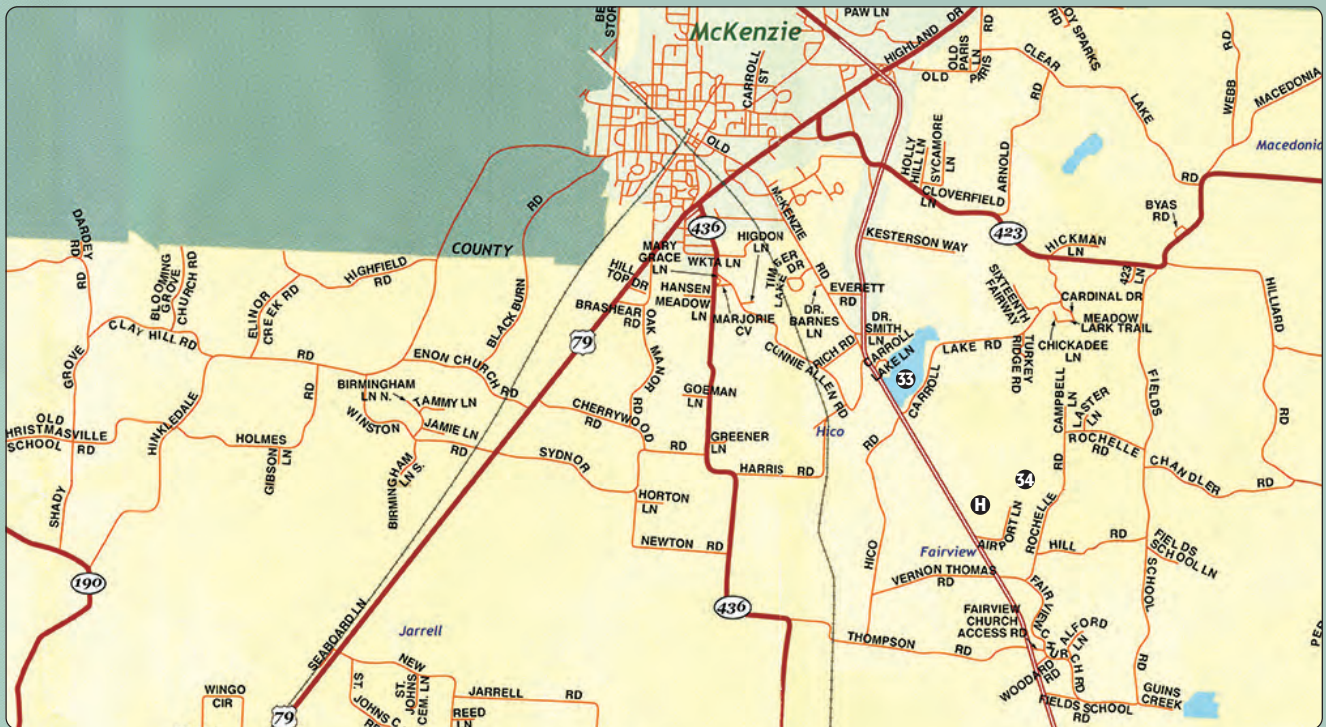 PAW LN
HIGHLAND DR
McKenzie
CARROLL ST
OLD PARIS LN
OLD PARIS RD
CLEAR LAKE RD
WEBB RD
MACEDONIA
Macedonia
OLD McKENZIE RD
HOLLY HILL LN
SYCAMORE LN
CLOVERFIELD LN
ARNOLD RD
BYAS RD
423
436
KESTERSON WAY
HICKMAN LN
423 LN
DARDEY RD
BLOOMING GROVE CHURCH RD
ELINOR CREEK RD
HIGHFIELD RD
COUNTY
BLACK BURN RD
MARY GRACE LN
WKTA LN
HIGDON LN
TIMBER LAKE DR
HILL TOP DR
HANSEN MEADOW LN
BRASHEAR RD
MARJORIE CV
DR. BARNES LN
EVERETT RD
DR. SMITH LN
SIXTEENTH FAIRWAY
CARDINAL DR
MEADOW LARK TRAIL
CHICKADEE LN
TURKEY RIDGE RD
HILLIARD RD
CLAY HILL RD
ENON CHURCH RD
79
OAK MANOR RD
CUNNIE ALLEN RD
RICH RD
CARROLL LAKE LN
33
CARROLL LAKE RD
CAMPBELL LN
LASTER LN
FIELDS SCHOOL RD
GROVE
OLD
CHRISTMASVILLE
SCHOOL RD
SHADY
HINKLEDALE RD
HOLMES RD
GIBSON LN
BIRMINGHAM LN N.
TAMMY LN
WINSTON
JAMIE LN
RD
BIRMINGHAM LN S.
CHERRYWOOD RD
GOEMAN LN
GREENER LN
Hico
ROCHELLE RD
SYDNOR
HARRIS RD
HICO RD
34
H
CHANDLER RD
HORTON LN
NEWTON RD
AIRPORT LN
ROCHELLE RD
Fairview
HILL RD
FIELDS SCHOOL LN
190
VERNON THOMAS RD
FAIRVIEW CHURCH RD
FAIRVIEW CHURCH ACCESS RD
ALFORD LN
436
THOMPSON RD
WOODARD RD
FIELDS SCHOOL RD
GUINS CREEK
SEABOARD LN
Jarrell
NEW
ST. JOHNS CEM. LN
JARRELL RD
REED LN
WINGO CIR
79